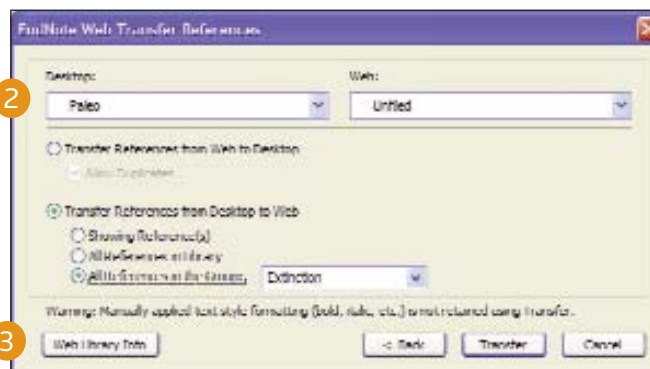 EndNote Web Transfer References
Desktop: Web:
2
Paleo Unfiled
Transfer References from Web to Desktop
Allow Duplicates
Transfer References from Desktop to Web
Showing Reference(s)
All References in Library
All References in the Group: Extinction
Warning: Manually applied text style formatting (bold, italic, etc.) is not retained using Transfer.
3
Web Library Info < Back Transfer Cancel